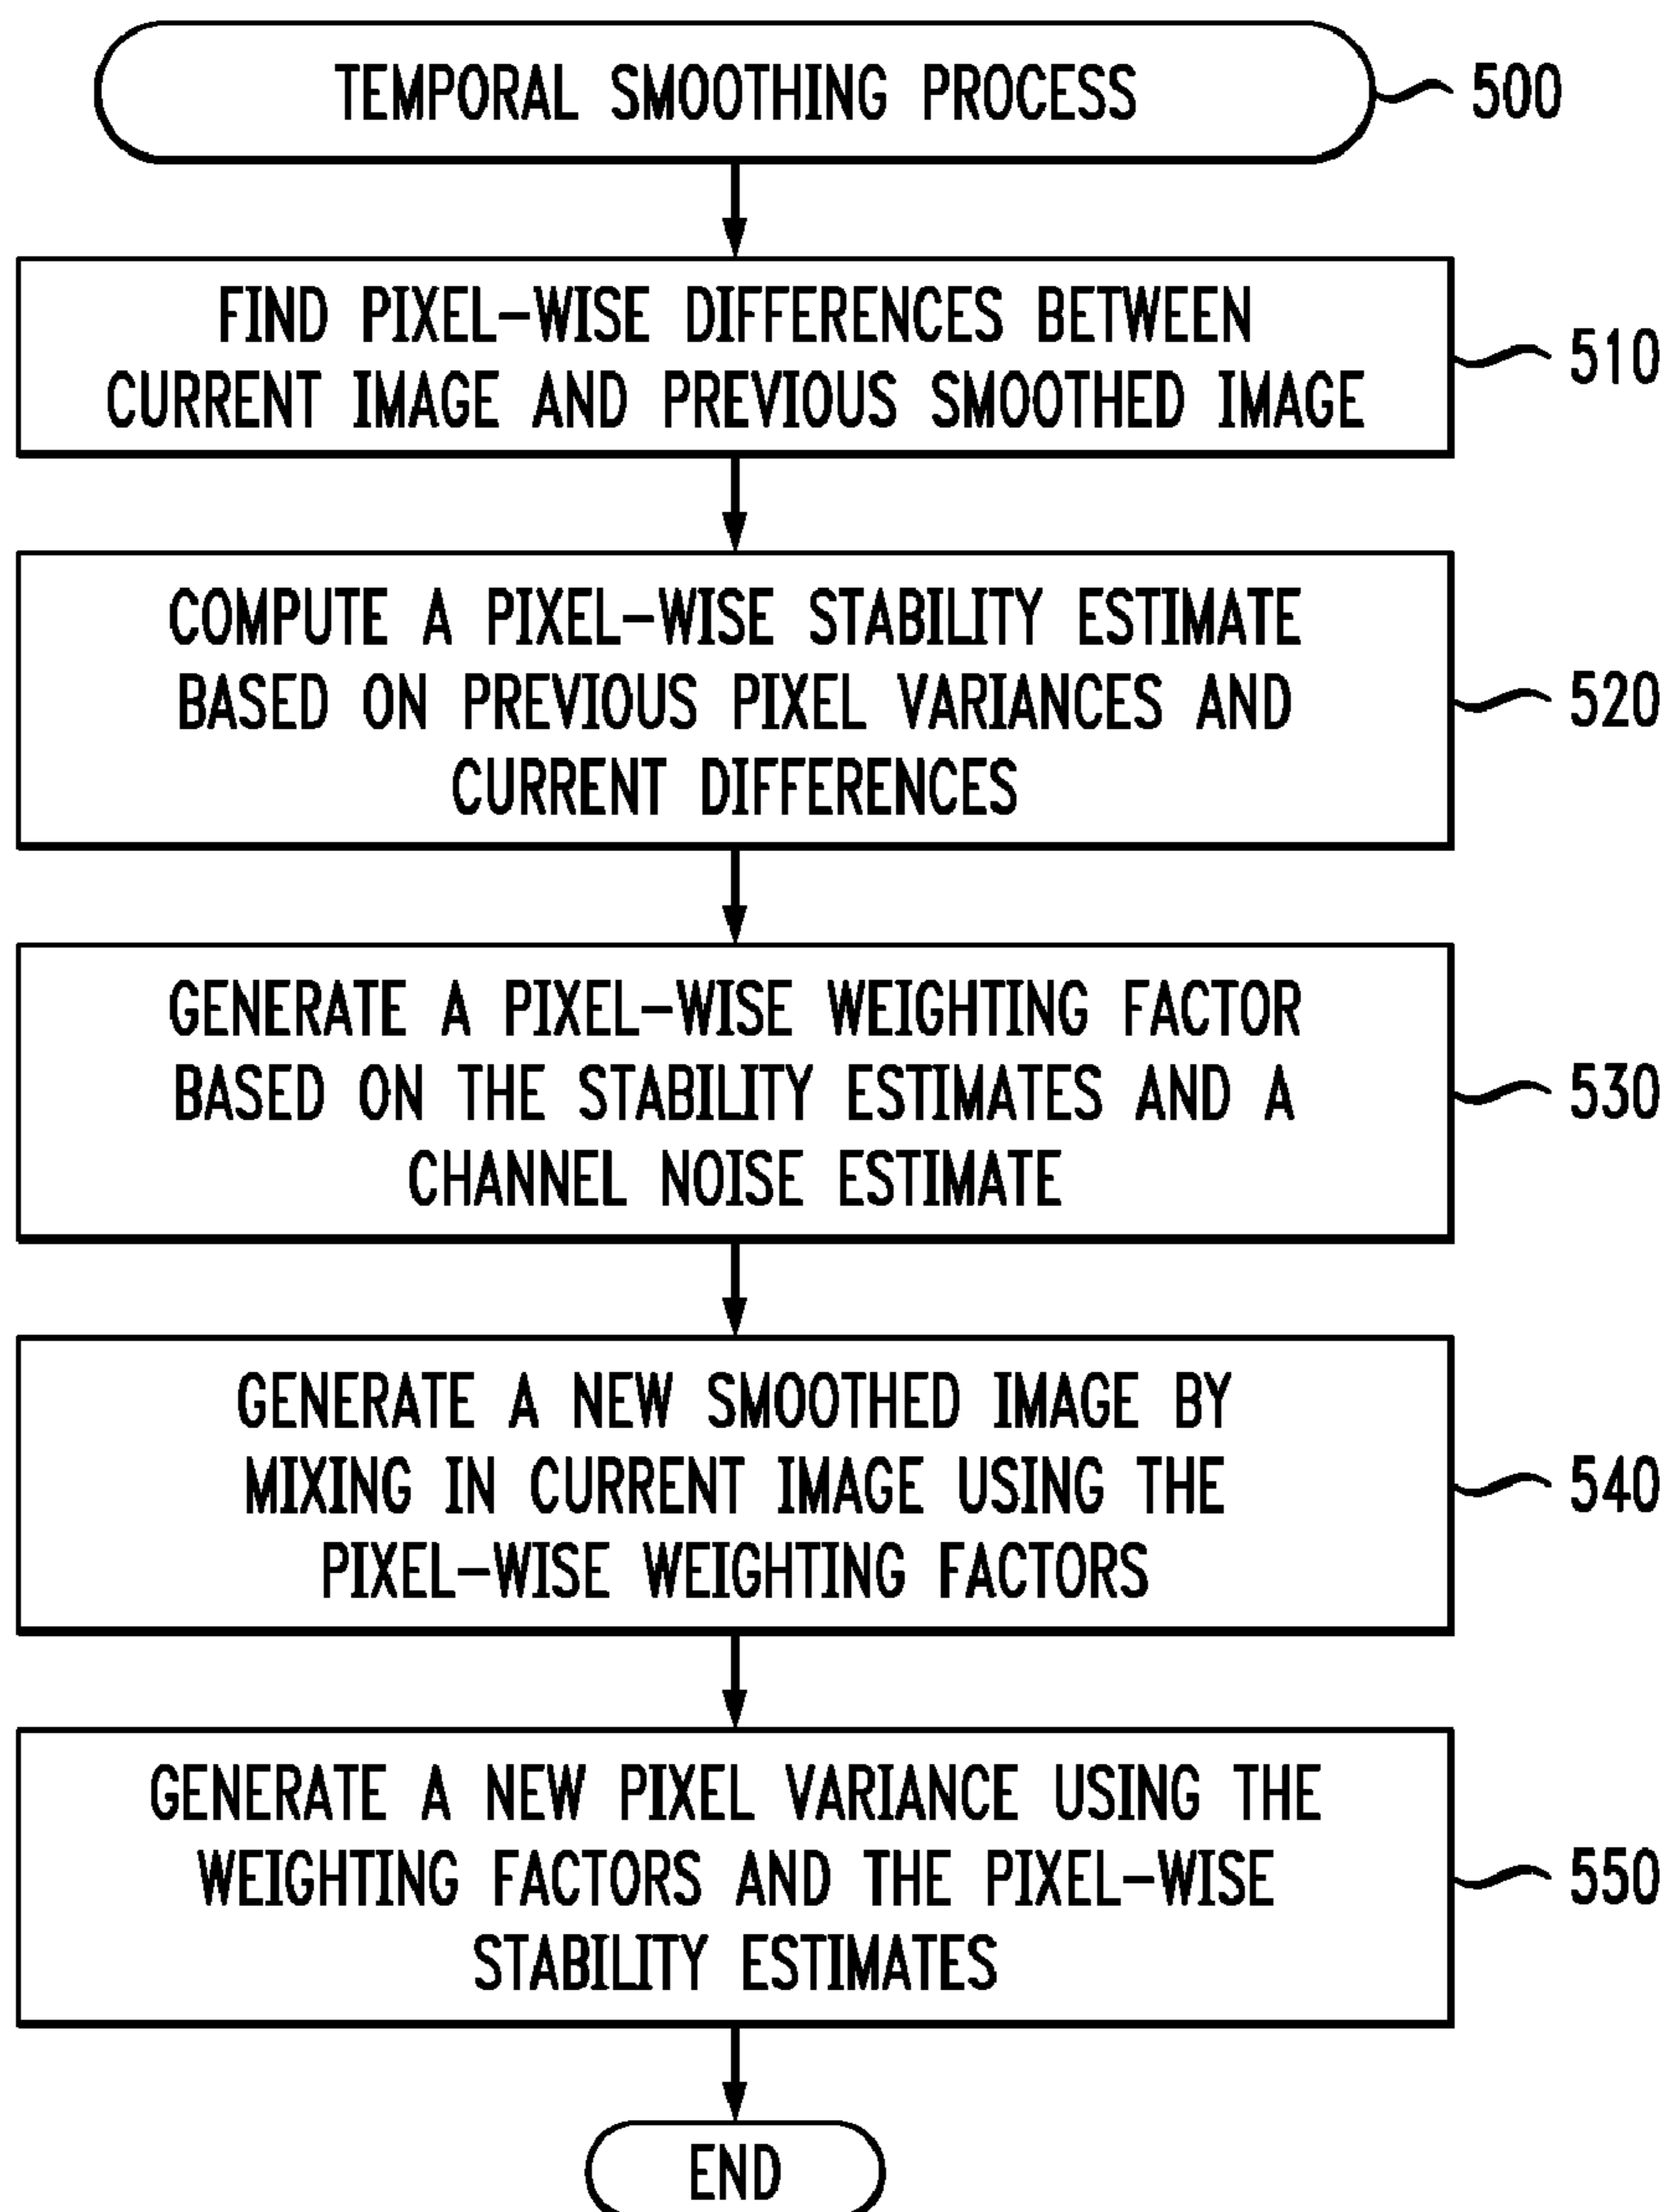 TEMPORAL SMOOTHING PROCESS
500
FIND PIXEL-WISE DIFFERENCES BETWEEN
CURRENT IMAGE AND PREVIOUS SMOOTHED IMAGE
510
COMPUTE A PIXEL-WISE STABILITY ESTIMATE
BASED ON PREVIOUS PIXEL VARIANCES AND
CURRENT DIFFERENCES
520
GENERATE A PIXEL-WISE WEIGHTING FACTOR
BASED ON THE STABILITY ESTIMATES AND A
CHANNEL NOISE ESTIMATE
530
GENERATE A NEW SMOOTHED IMAGE BY
MIXING IN CURRENT IMAGE USING THE
PIXEL-WISE WEIGHTING FACTORS
540
GENERATE A NEW PIXEL VARIANCE USING THE
WEIGHTING FACTORS AND THE PIXEL-WISE
STABILITY ESTIMATES
550
END